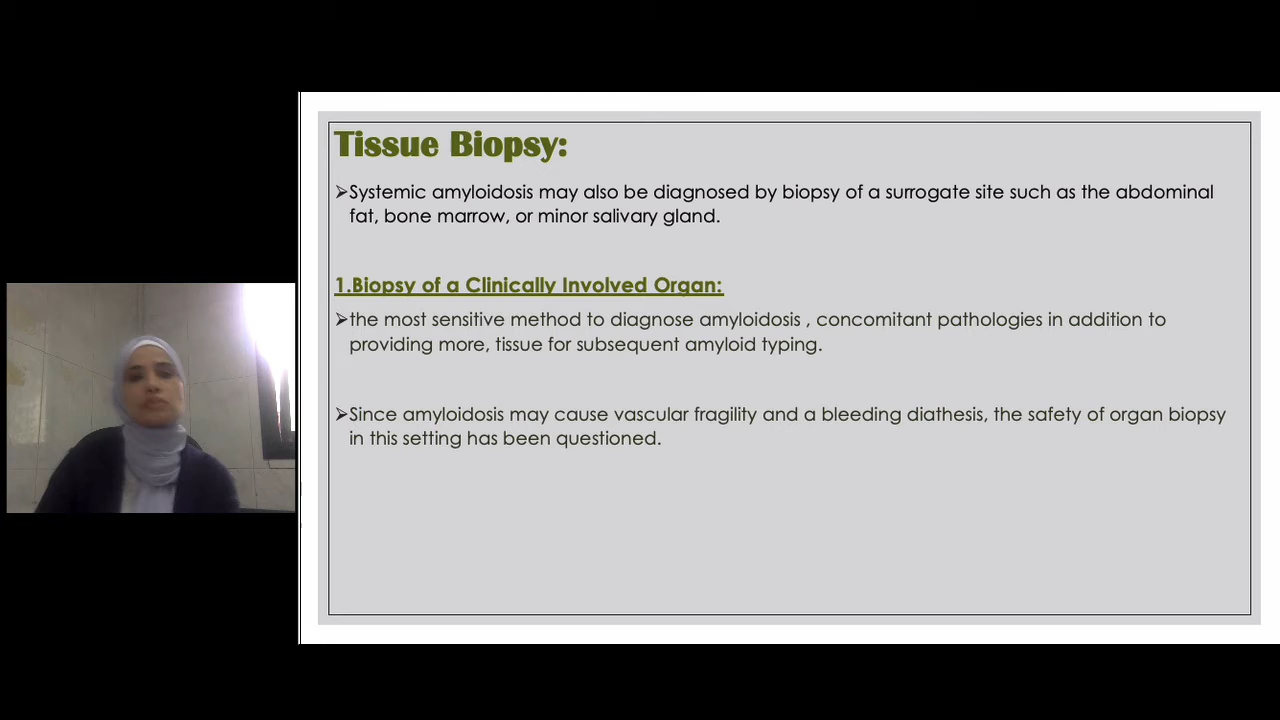 Tissue Biopsy:
➢Systemic amyloidosis may also be diagnosed by biopsy of a surrogate site such as the abdominal
fat, bone marrow, or minor salivary gland.
1.Biopsy of a Clinically Involved Organ:
➢the most sensitive method to diagnose amyloidosis , concomitant pathologies in addition to
providing more, tissue for subsequent amyloid typing.
➢Since amyloidosis may cause vascular fragility and a bleeding diathesis, the safety of organ biopsy
in this setting has been questioned.